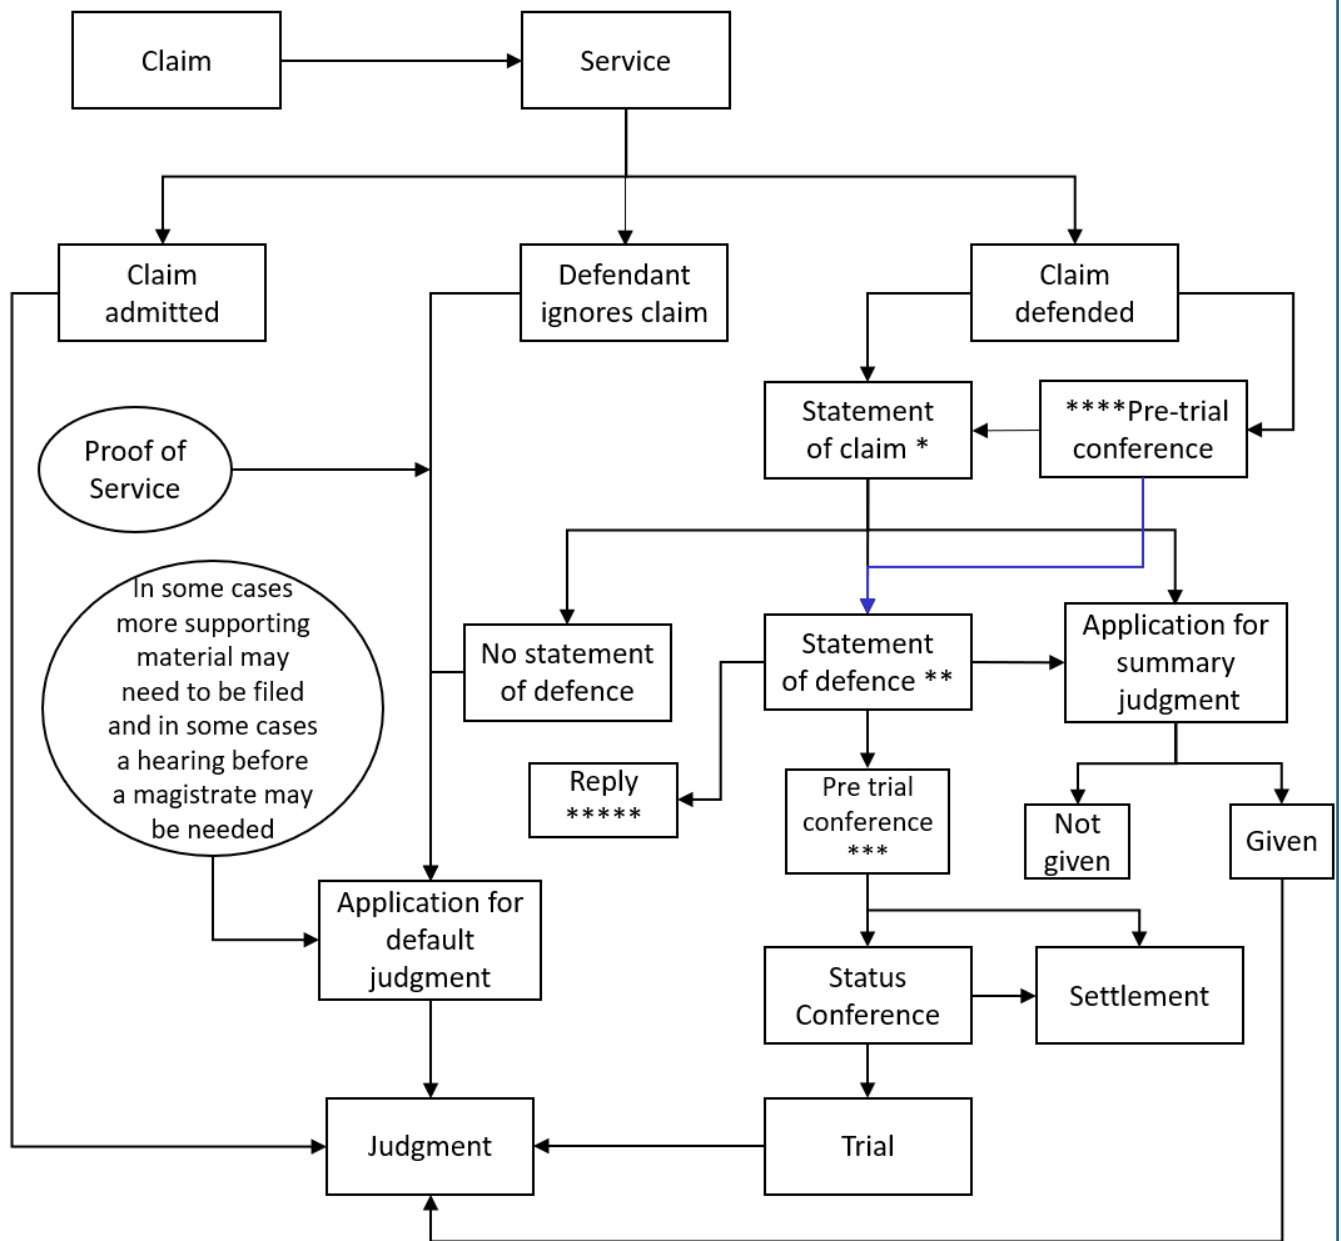 Claim
Service
Claim
admitted
Defendant
ignores claim
Claim
defended
Statement
of claim *
****Pre-trial
conference
Proof of
Service
In some cases
more supporting
material may
need to be filed
and in some cases
a hearing before
a magistrate may
be needed
No statement
of defence
Statement
of defence **
Application for
summary
judgment
Reply
*****
Pre trial
conference
***
Not
given
Given
Application for
default
judgment
Status
Conference
Settlement
Judgment
Trial